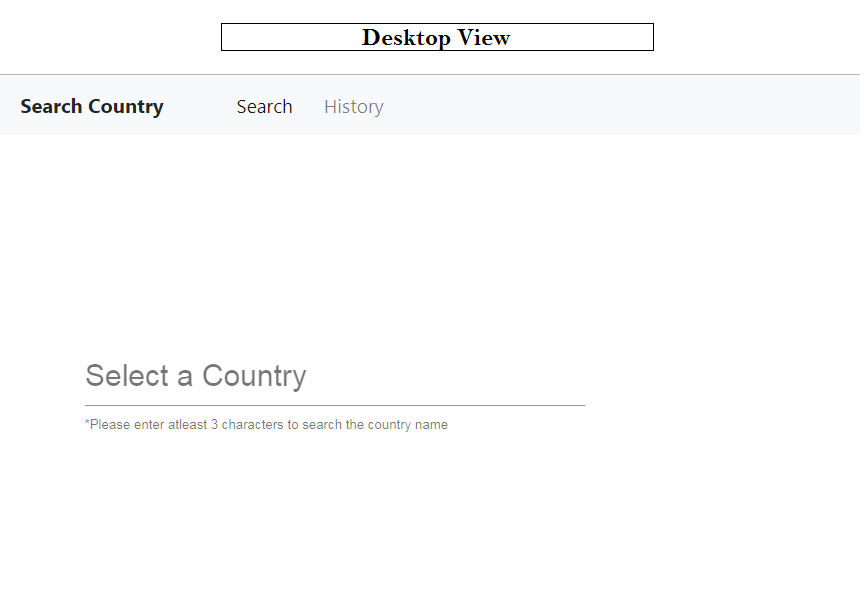 Desktop View
Search Country Search History
Select a Country
*Please enter atleast 3 characters to search the country name